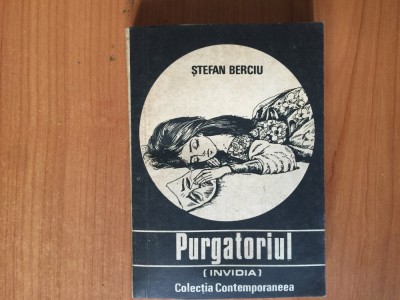 ȘTEFAN BERCIU
Purgatoriul
(INVIDIA)
Colecția Contemporaneea